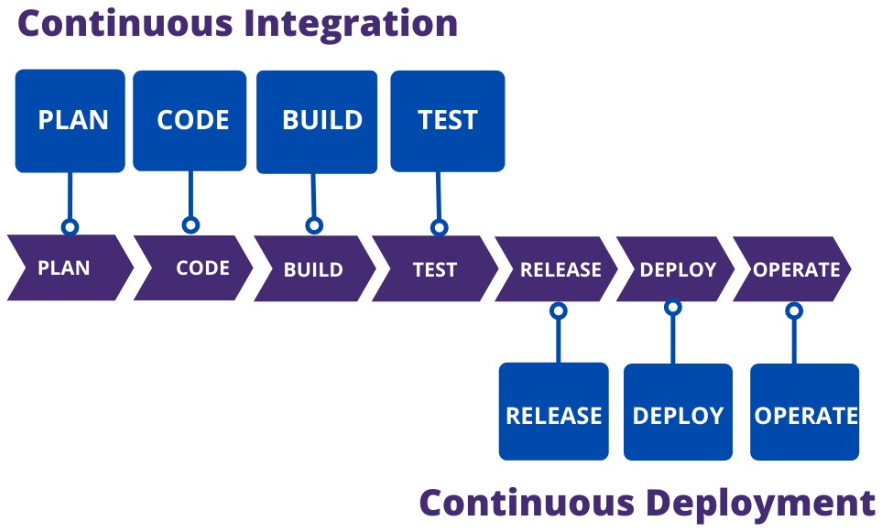 Continuous Integration
PLAN CODE BUILD TEST
PLAN CODE BUILD TEST RELEASE DEPLOY OPERATE
RELEASE DEPLOY OPERATE
Continuous Deployment